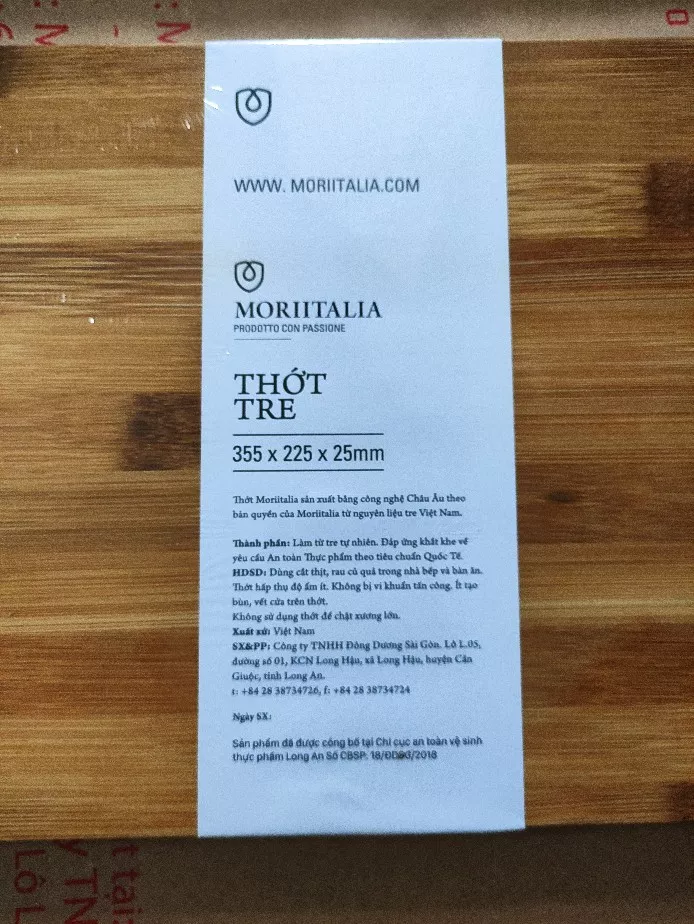 : M
: M
WWW. MORIITALIA.COM
MORIITALIA
PRODOTTO CON PASSIONE
THỚT
TRE
355 x 225 x 25mm
Thớt Moriitalia sản xuất bằng công nghệ Châu Âu theo
bản quyền của Moriitalia từ nguyên liệu tre Việt Nam.
Thành phần: Làm từ tre tự nhiên. Đáp ứng khắt khe về
yêu cầu An toàn Thực phẩm theo tiêu chuẩn Quốc Tế.
HDSD: Dùng cắt thịt, rau củ quả trong nhà bếp và bàn ăn.
Thớt hấp thụ độ ẩm ít. Không bị vi khuẩn tấn công. Ít tạo
bùn, vết cứa trên thớt.
Không sử dụng thớt để chặt xương lớn.
Xuất xứ: Việt Nam
SX&PP: Công ty TNHH Đông Dương Sài Gòn. Lô L.05,
đường số 01, KCN Long Hậu, xã Long Hậu, huyện Cần
Giuộc, tỉnh Long An.
t: +84 28 38734726, f: +84 28 38734724
Ngày SX:
Sản phẩm đã được công bố tại Chi cục an toàn vệ sinh
thực phẩm Long An Số CBSP: 18/ĐDSG/2018
t tại:
y TN
Lô L